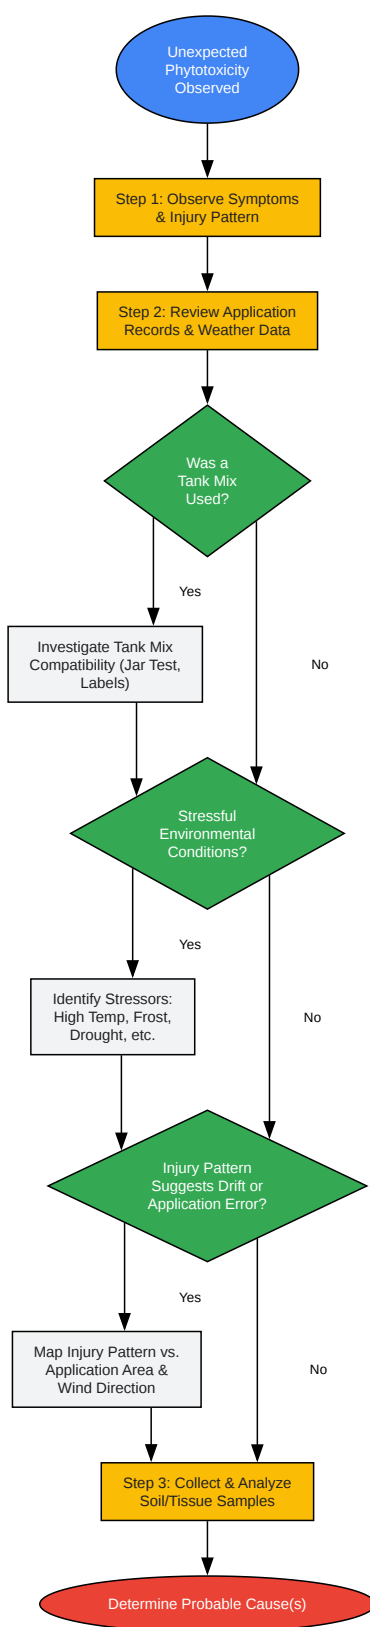 Unexpected
Phytotoxicity
Observed
Step 1: Observe Symptoms
& Injury Pattern
Step 2: Review Application
Records & Weather Data
Was a
Tank Mix
Used?
Yes
Investigate Tank Mix
Compatibility (Jar Test,
Labels)
No
Stressful
Environmental
Conditions?
Yes
Identify Stressors:
High Temp, Frost,
Drought, etc.
No
Injury Pattern
Suggests Drift or
Application Error?
Yes
Map Injury Pattern vs.
Application Area &
Wind Direction
No
Step 3: Collect & Analyze
Soil/Tissue Samples
Determine Probable Cause(s)